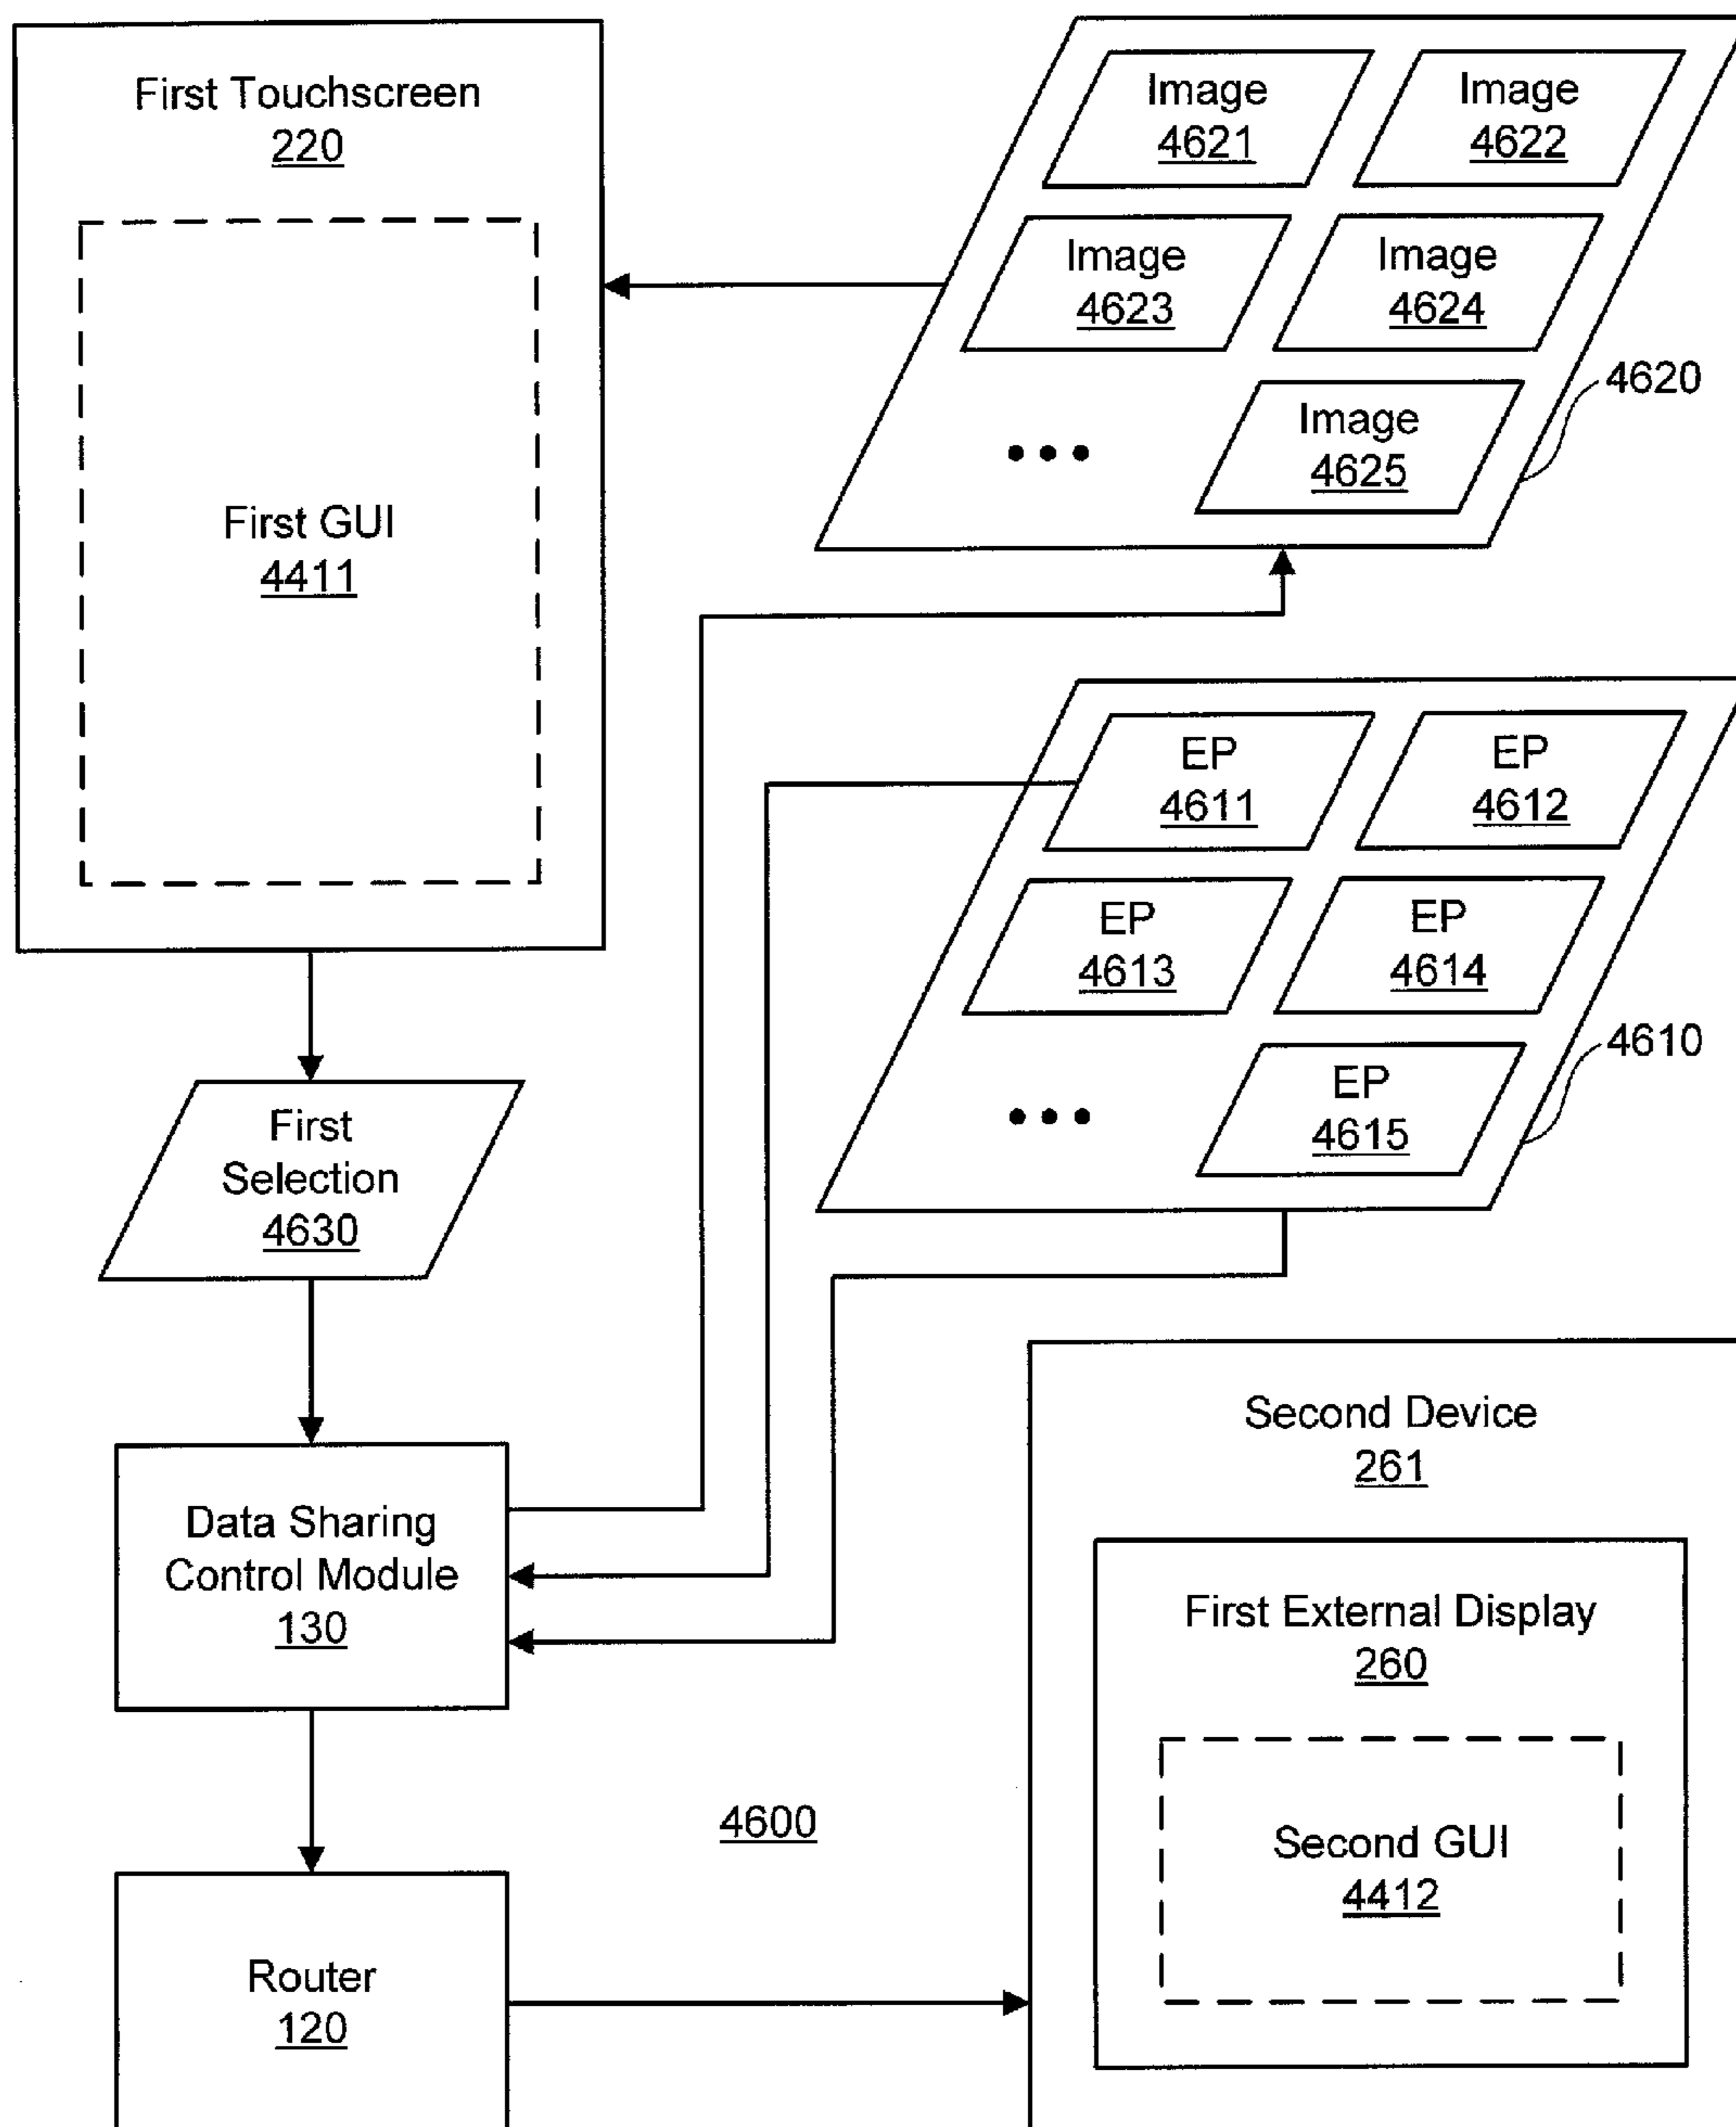 First Touchscreen
220
First GUI
4411
Image
4621
Image
4622
Image
4623
Image
4624
Image
4625
4620
EP
4611
EP
4612
EP
4613
EP
4614
EP
4615
4610
First
Selection
4630
Data Sharing
Control Module
130
Router
120
4600
Second Device
261
First External Display
260
Second GUI
4412